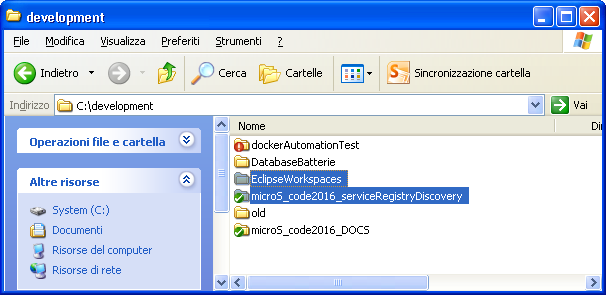 development
File Modifica Visualizza Preferiti Strumenti ?
Indietro Cerca Cartelle Sincronizzazione cartella
Indirizzo C:\development Vai
Operazioni file e cartella
Altre risorse
System (C:)
Documenti
Risorse del computer
Risorse di rete
Nome Din
dockerAutomationTest
DatabaseBatterie
EclipseWorkspaces
microS_code2016_serviceRegistryDiscovery
old
microS_code2016_DOCS